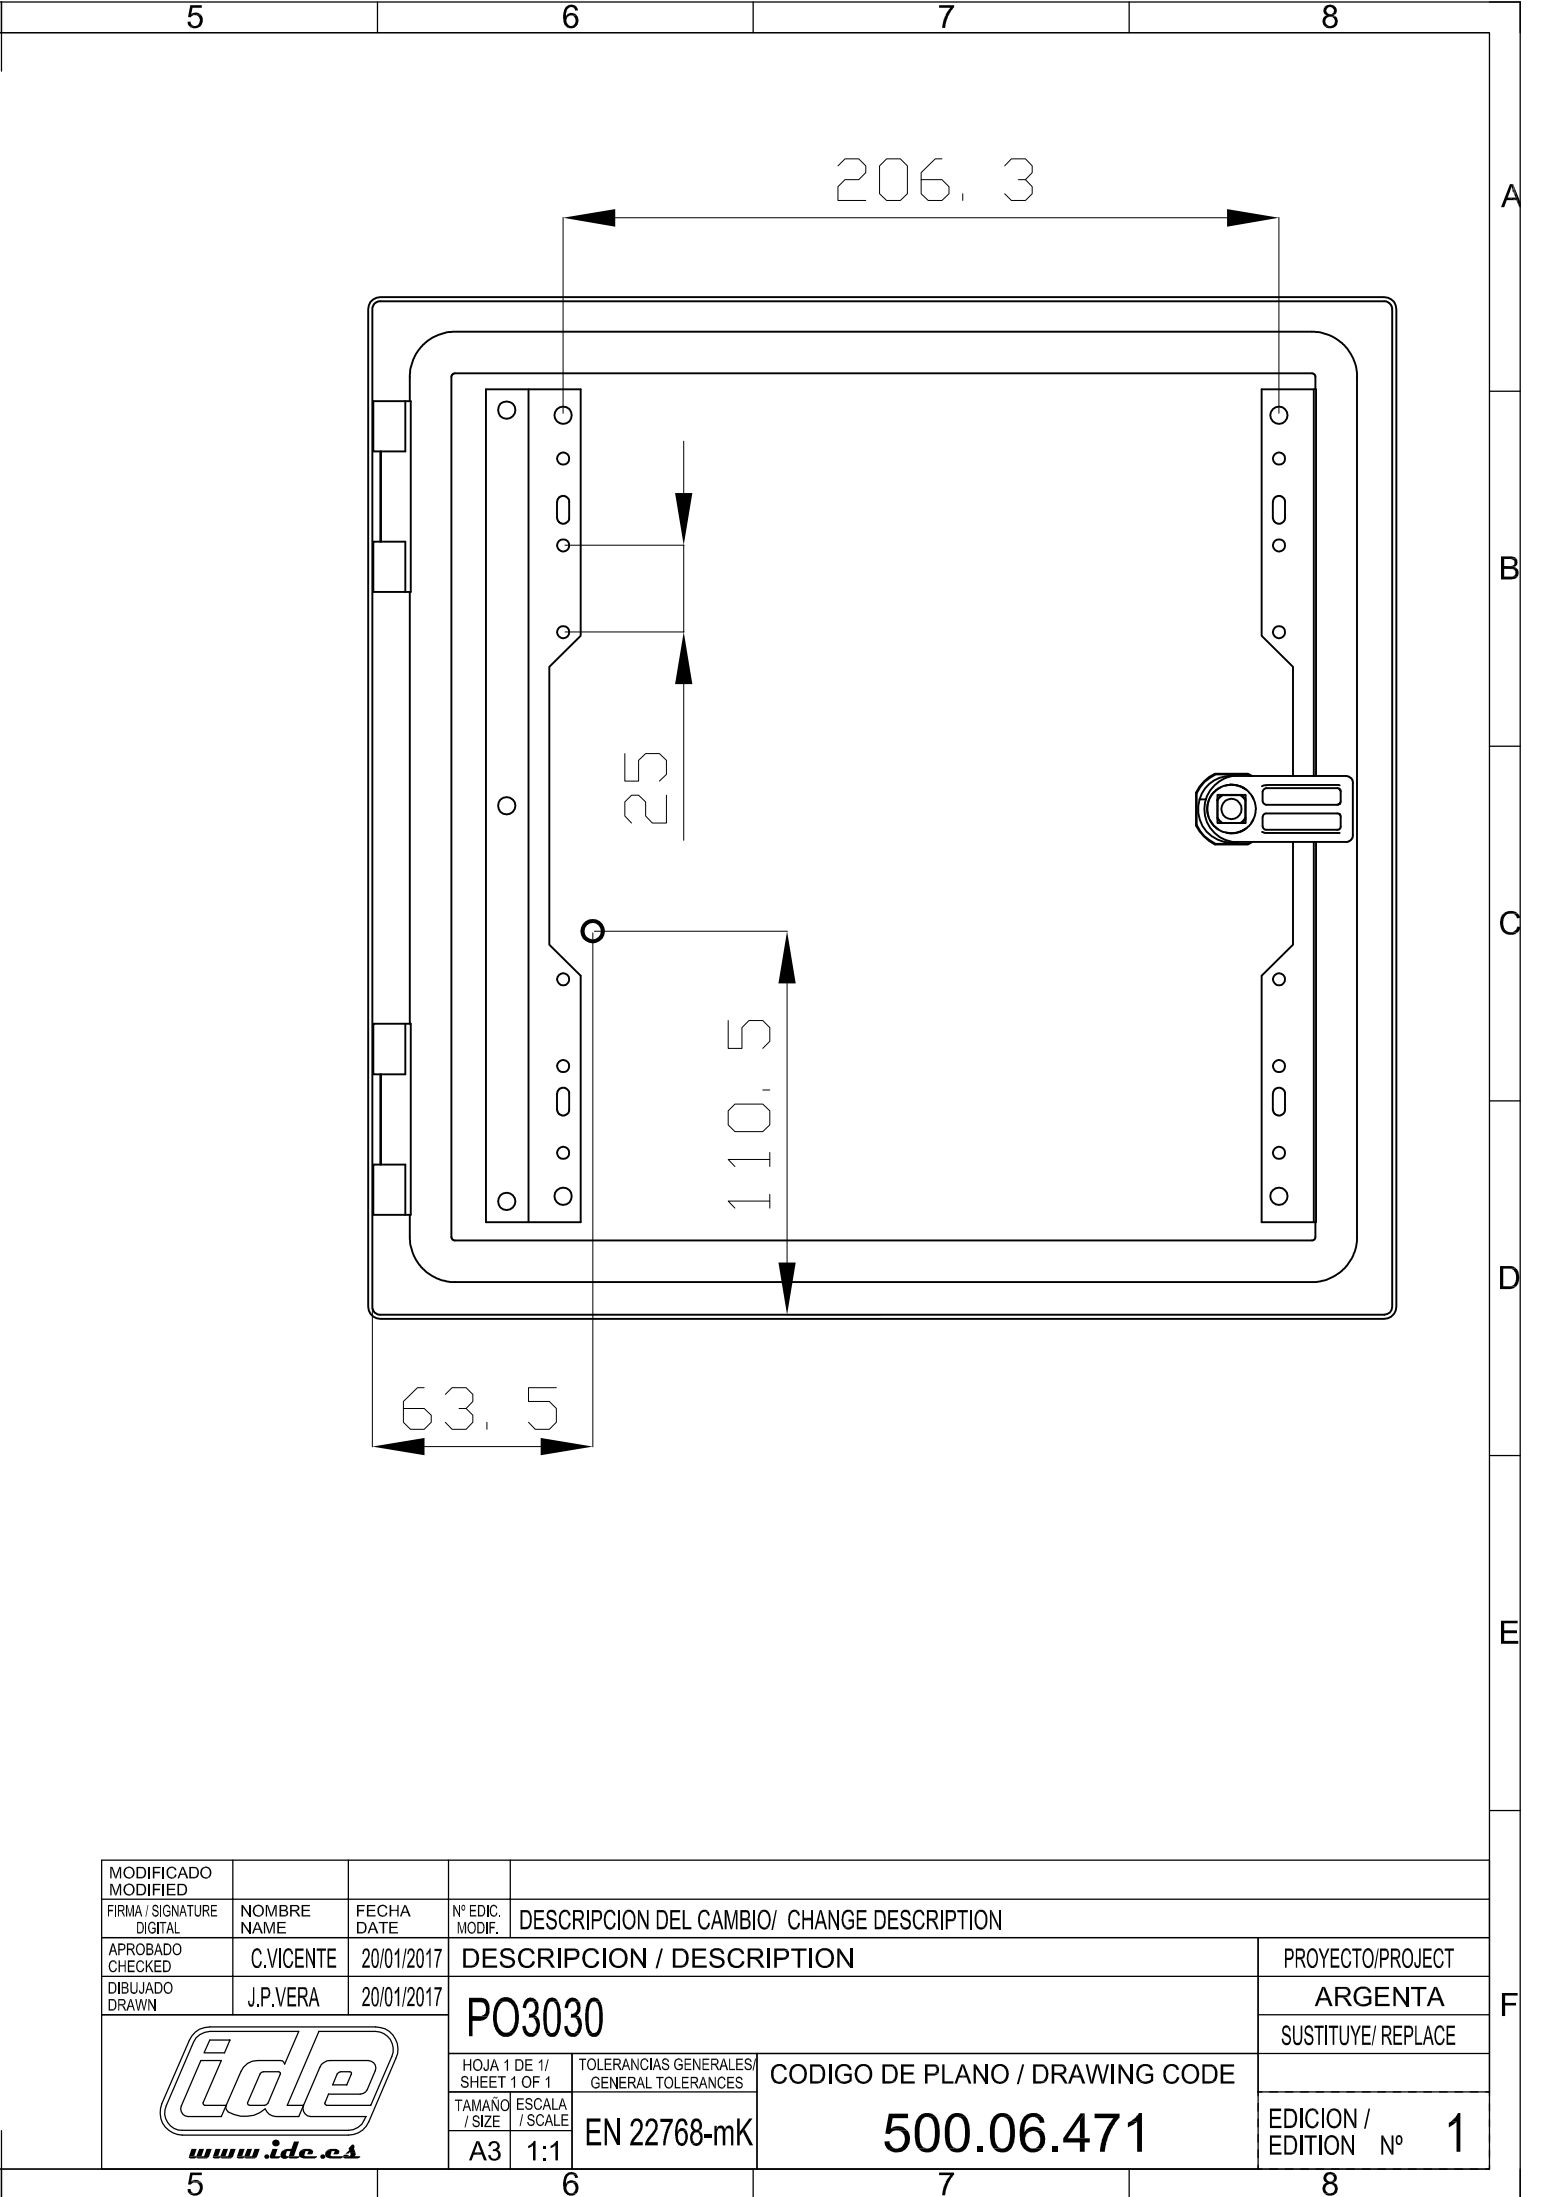 5 6 7 8
206. 3
A
B
25
C
110. 5
D
63. 5
E
MODIFICADO
MODIFIED
FIRMA / SIGNATURE
DIGITAL
NOMBRE
NAME
FECHA
DATE
Nº EDIC.
MODIF.
DESCRIPCION DEL CAMBIO/ CHANGE DESCRIPTION
APROBADO
CHECKED
C.VICENTE
20/01/2017
DESCRIPCION / DESCRIPTION
PROYECTO/PROJECT
DIBUJADO
DRAWN
J.P.VERA
20/01/2017
PO3030
ARGENTA
F
SUSTITUYE/ REPLACE
ide
www.ide.es
HOJA 1 DE 1/
SHEET 1 OF 1
TOLERANCIAS GENERALES/
GENERAL TOLERANCES
CODIGO DE PLANO / DRAWING CODE
TAMAÑO
/ SIZE
ESCALA
/ SCALE
EN 22768-mK
500.06.471
EDICION /
EDITION Nº 1
A3 1:1
5 6 7 8